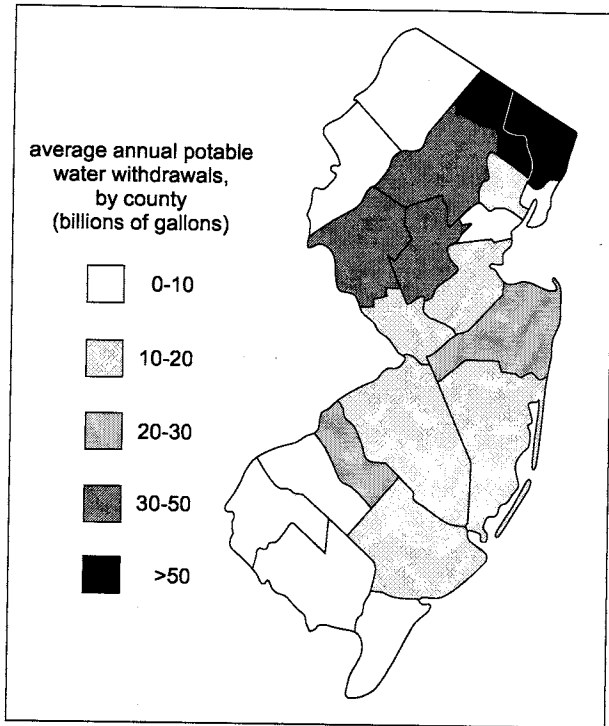 average annual potable
water withdrawals,
by county
(billions of gallons)
0-10
10-20
20-30
30-50
>50